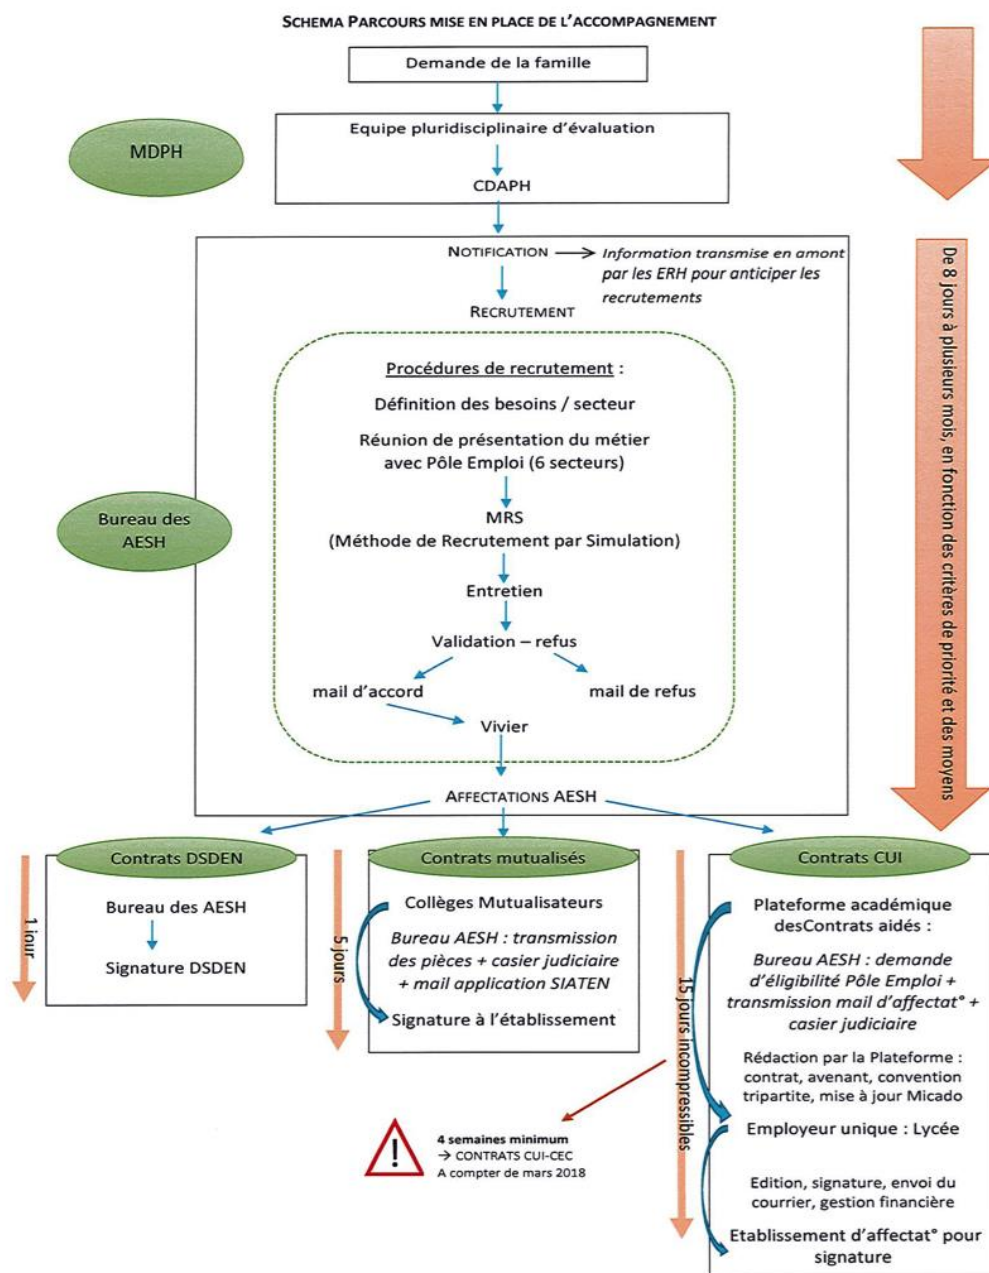 SCHEMA PARCOURS MISE EN PLACE DE L'ACCOMPAGNEMENT
Demande de la famille
MDPH
Equipe pluridisciplinaire d'évaluation
CDAPH
NOTIFICATION → Information transmise en amont
par les ERH pour anticiper les
recrutements
RECRUTEMENT
De 8 jours à plusieurs mois, en fonction des critères de priorité et des moyens
Bureau des
AESH
Procédures de recrutement :
Définition des besoins / secteur
Réunion de présentation du métier
avec Pôle Emploi (6 secteurs)
MRS
(Méthode de Recrutement par Simulation)
Entretien
Validation – refus
mail d'accord
mail de refus
Vivier
AFFECTATIONS AESH
Contrats DSDEN
1 jour
Bureau des AESH
Signature DSDEN
Contrats mutualisés
5 jours
Collèges Mutualisateurs
Bureau AESH : transmission
des pièces + casier judiciaire
+ mail application SIATEN
Signature à l'établissement
Contrats CUI
15 jours incompressibles
Plateforme académique
desContrats aidés :
Bureau AESH : demande
d'éligibilité Pôle Emploi +
transmission mail d'affectat° +
casier judiciaire
Rédaction par la Plateforme :
contrat, avenant, convention
tripartite, mise à jour Micado
Employeur unique : Lycée
Edition, signature, envoi du
courrier, gestion financière
Etablissement d'affectat° pour
signature
!
4 semaines minimum
→ CONTRATS CUI-CEC
A compter de mars 2018